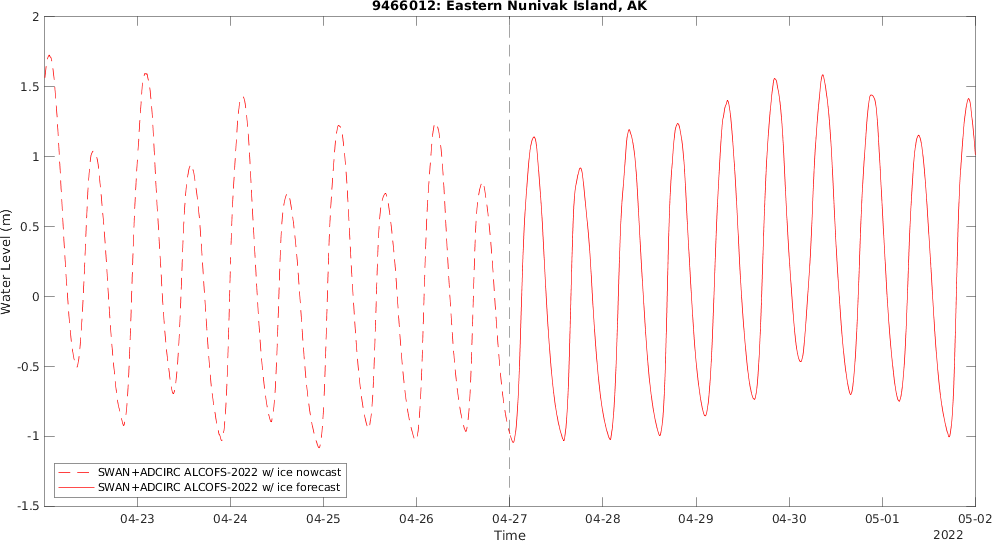 9466012: Eastern Nunivak Island, AK
2
1.5
1
0.5
0
-0.5
-1
-1.5
Water Level (m)
SWAN+ADCIRC ALCOFS-2022 w/ ice nowcast
SWAN+ADCIRC ALCOFS-2022 w/ ice forecast
04-23 04-24 04-25 04-26 04-27 04-28 04-29 04-30 05-01 05-02
Time
2022